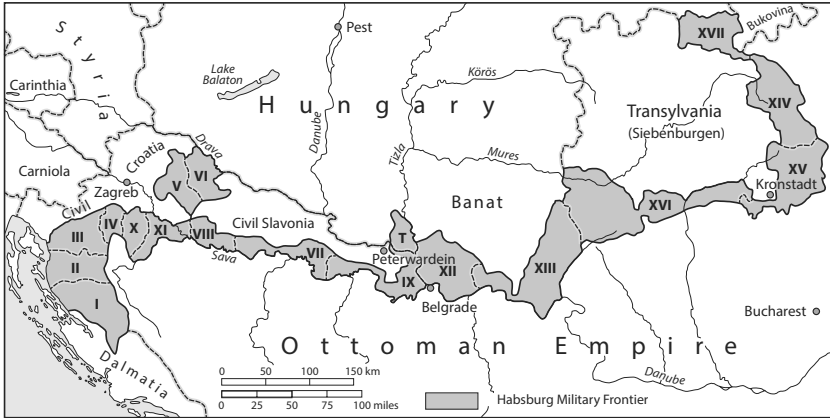 Styria
Pest
XVII
Bukovina
Lake
Balaton
Carinthia
Körös
Hungary
XIV
Transylvania
(Siebenburgen)
Drava
Danube
Tizla
Croatia
Mures
VI
XV
Carniola
V
Zagreb
Kronstadt
Banat
XVI
Civil
Civil Slavonia
IV
X
XI
VIII
III
T
Peterwardein
Sava
VII
II
IX
XII
XIII
I
Belgrade
Bucharest
Ottoman Empire
Dalmatia
0 50 100 150 km
Danube
0 25 50 75 100 miles
Habsburg Military Frontier